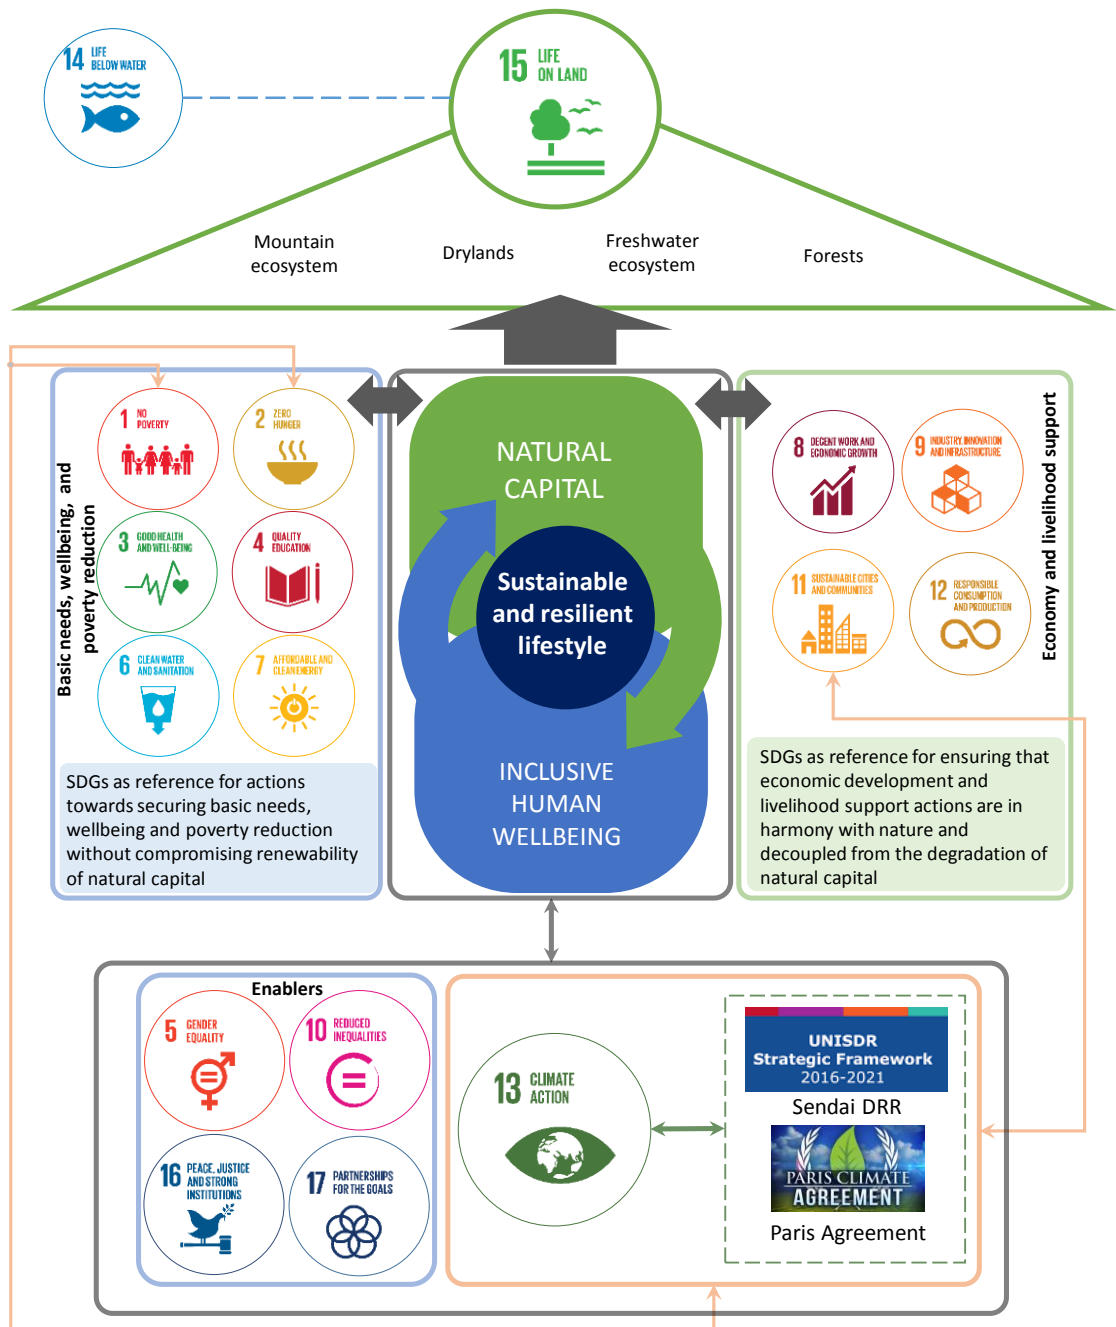 14 LIFE
BELOW WATER
15 LIFE
ON LAND
Mountain
ecosystem
Drylands
Freshwater
ecosystem
Forests
Basic needs, wellbeing, and
poverty reduction
1 NO
POVERTY
2 ZERO
HUNGER
3 GOOD HEALTH
AND WELL-BEING
4 QUALITY
EDUCATION
6 CLEAN WATER
AND SANITATION
7 AFFORDABLE AND
CLEAN ENERGY
SDGs as reference for actions
towards securing basic needs,
wellbeing and poverty reduction
without compromising renewability
of natural capital
NATURAL
CAPITAL
Sustainable
and resilient
lifestyle
INCLUSIVE
HUMAN
WELLBEING
8 DECENT WORK AND
ECONOMIC GROWTH
9 INDUSTRY, INNOVATION
AND INFRASTRUCTURE
11 SUSTAINABLE CITIES
AND COMMUNITIES
12 RESPONSIBLE
CONSUMPTION
AND PRODUCTION
Economy and livelihood support
SDGs as reference for ensuring that
economic development and
livelihood support actions are in
harmony with nature and
decoupled from the degradation of
natural capital
Enablers
5 GENDER
EQUALITY
10 REDUCED
INEQUALITIES
16 PEACE, JUSTICE
AND STRONG
INSTITUTIONS
17 PARTNERSHIPS
FOR THE GOALS
13 CLIMATE
ACTION
UNISDR
Strategic Framework
2016-2021
Sendai DRR
PARIS CLIMATE
AGREEMENT
Paris Agreement